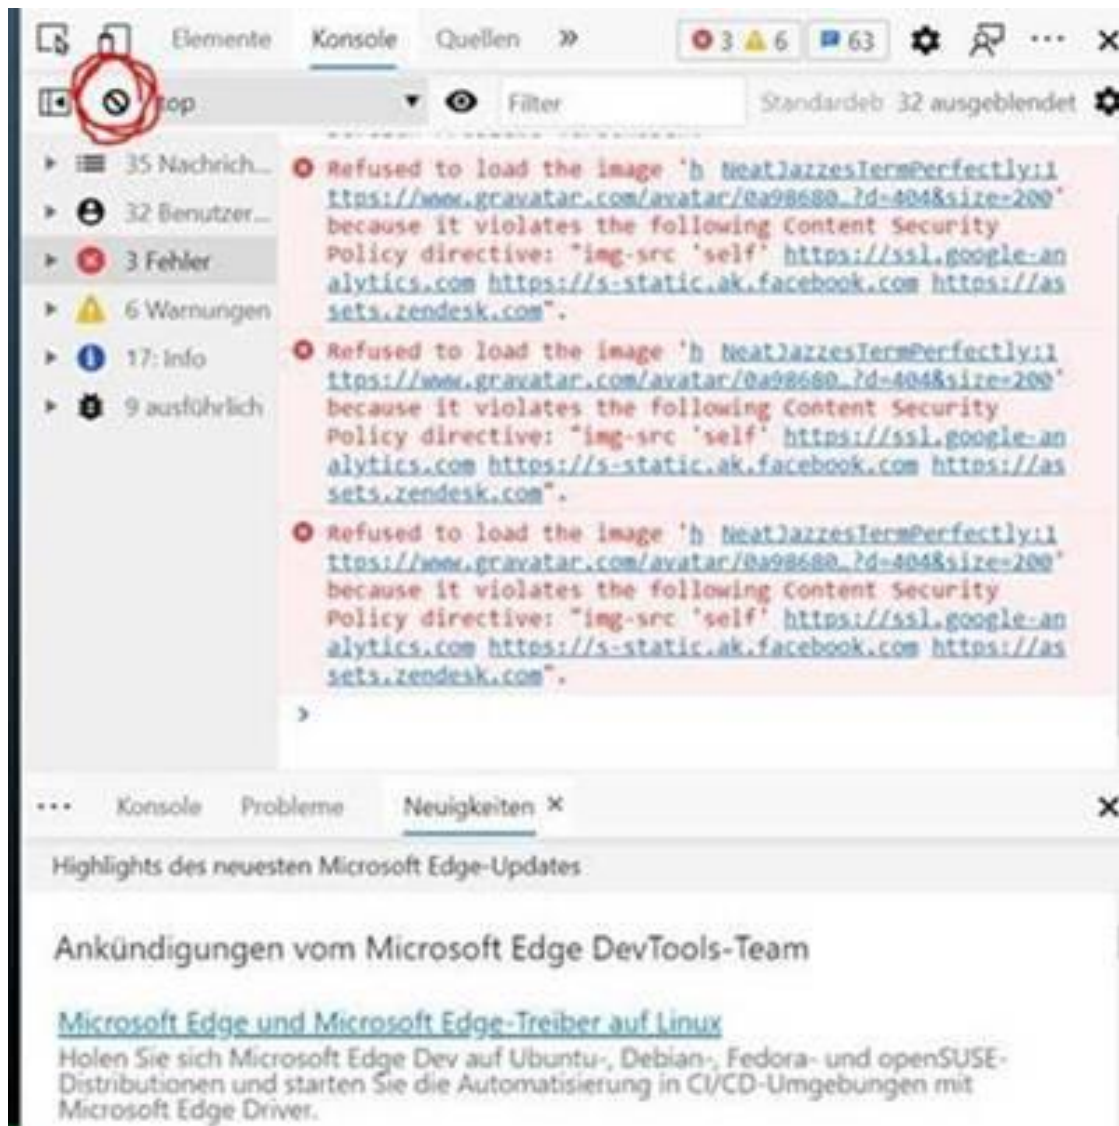 Elemente Konsole Quellen » 3 6 63 ··· ×
top Filter Standardeb 32 ausgeblendet
35 Nachrich...
32 Benutzer...
3 Fehler
6 Warnungen
17: Info
9 ausführlich
Refused to load the image 'h NeatJazzesTermPerfectly:1
ttps://www.gravatar.com/avatar/0a98680…?d=404&size=200'
because it violates the following Content Security
Policy directive: "img-src 'self' https://ssl.google-an
alytics.com https://s-static.ak.facebook.com https://as
sets.zendesk.com".
Refused to load the image 'h NeatJazzesTermPerfectly:1
ttps://www.gravatar.com/avatar/0a98680…?d=404&size=200'
because it violates the following Content Security
Policy directive: "img-src 'self' https://ssl.google-an
alytics.com https://s-static.ak.facebook.com https://as
sets.zendesk.com".
Refused to load the image 'h NeatJazzesTermPerfectly:1
ttps://www.gravatar.com/avatar/0a98680…?d=404&size=200'
because it violates the following Content Security
Policy directive: "img-src 'self' https://ssl.google-an
alytics.com https://s-static.ak.facebook.com https://as
sets.zendesk.com".
>
··· Konsole Probleme Neuigkeiten × ×
Highlights des neuesten Microsoft Edge-Updates
Ankündigungen vom Microsoft Edge DevTools-Team
Microsoft Edge und Microsoft Edge-Treiber auf Linux
Holen Sie sich Microsoft Edge Dev auf Ubuntu-, Debian-, Fedora- und openSUSE-
Distributionen und starten Sie die Automatisierung in CI/CD-Umgebungen mit
Microsoft Edge Driver.